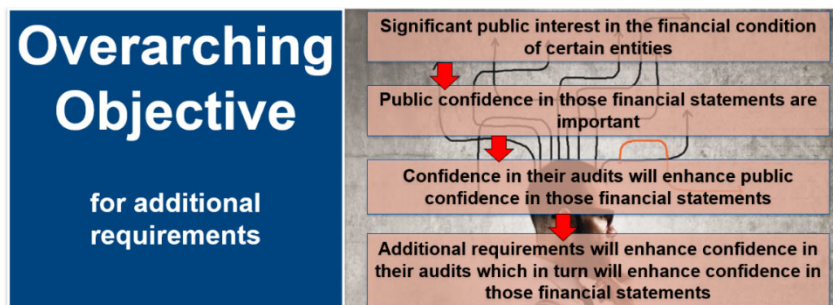 Overarching
Objective
for additional
requirements
Significant public interest in the financial condition
of certain entities
Public confidence in those financial statements are
important
Confidence in their audits will enhance public
confidence in those financial statements
Additional requirements will enhance confidence in
their audits which in turn will enhance confidence in
those financial statements